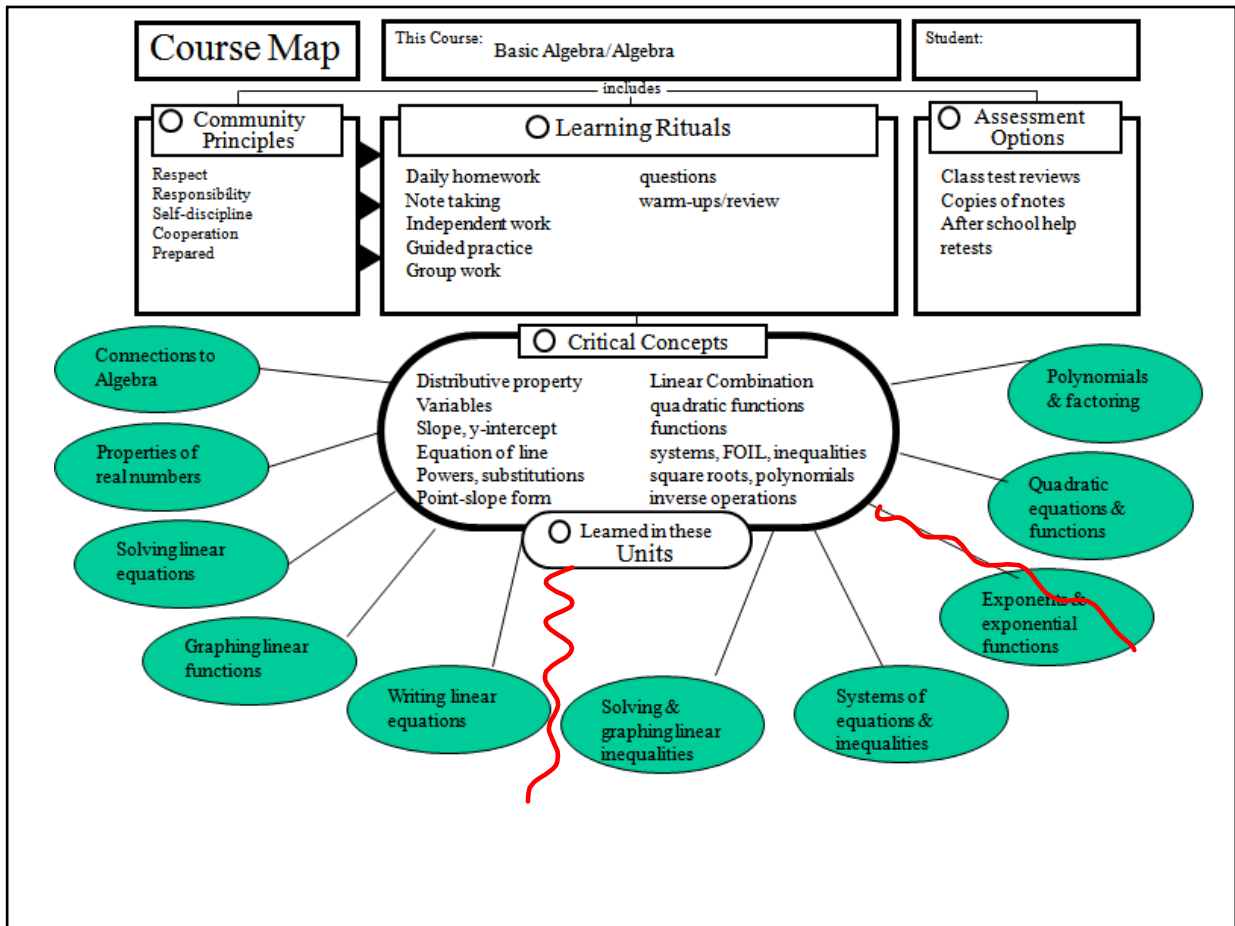 Course Map
This Course:
Basic Algebra/Algebra
Student:
includes
Community
Principles
Respect
Responsibility
Self-discipline
Cooperation
Prepared
Learning Rituals
Daily homework
Note taking
Independent work
Guided practice
Group work
questions
warm-ups/review
Assessment
Options
Class test reviews
Copies of notes
After school help
retests
Critical Concepts
Distributive property
Variables
Slope, y-intercept
Equation of line
Powers, substitutions
Point-slope form
Linear Combination
quadratic functions
functions
systems, FOIL, inequalities
square roots, polynomials
inverse operations
Learned in these
Units
Connections to
Algebra
Properties of
real numbers
Solving linear
equations
Graphing linear
functions
Writing linear
equations
Solving &
graphing linear
inequalities
Systems of
equations &
inequalities
Exponents &
exponential
functions
Quadratic
equations &
functions
Polynomials
& factoring